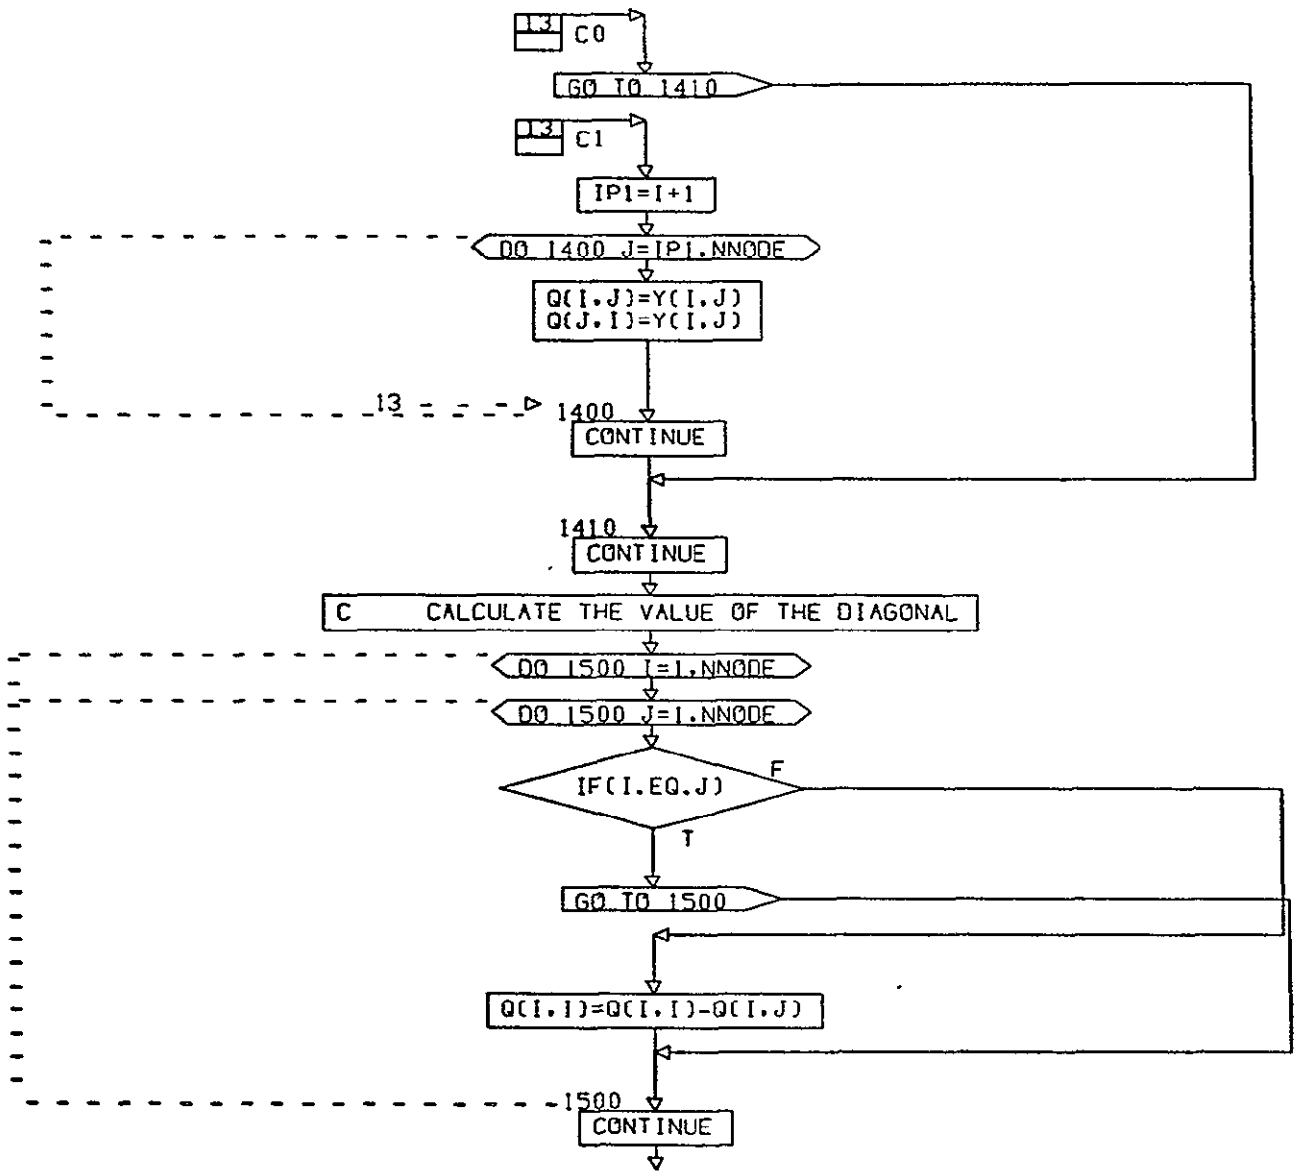 13
C0
GO TO 1410
13
C1
IP1=I+1
DO 1400 J=IP1.NNODE
Q(I.J)=Y(I.J)
Q(J.I)=Y(I.J)
13
1400
CONTINUE
1410
CONTINUE
C CALCULATE THE VALUE OF THE DIAGONAL
DO 1500 I=1.NNODE
DO 1500 J=1.NNODE
IF(I.EQ.J)
F
T
GO TO 1500
Q(I.I)=Q(I.I)-Q(I.J)
1500
CONTINUE